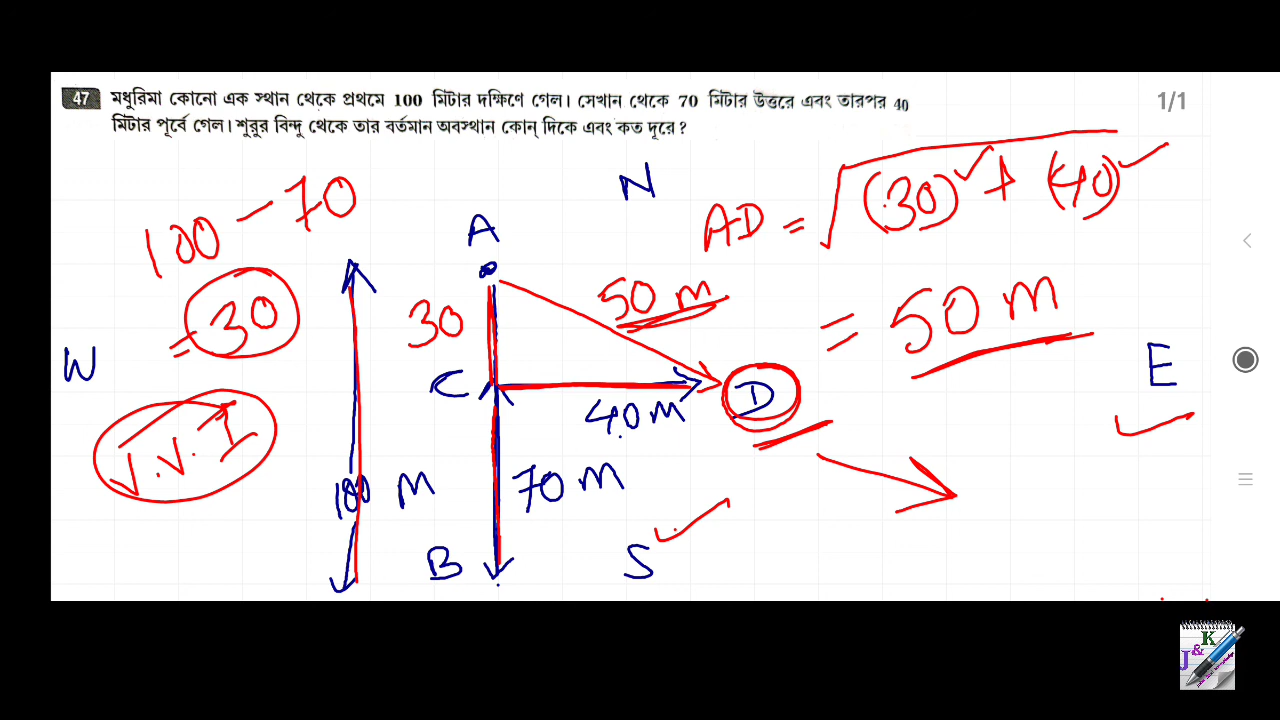 47 মধুরিমা কোনো এক স্থান থেকে প্রথমে 100 মিটার দক্ষিণে গেল। সেখান থেকে 70 মিটার উত্তরে এবং তারপর 40
মিটার পূর্বে গেল। শুরুর বিন্দু থেকে তার বর্তমান অবস্থান কোন্ দিকে এবং কত দূরে ?
1/1
N
100 - 70
= 30
A
AD = √(30)² + (40)²
= 50 m
50 m
30
W
E
C
D
40 M
V.V.I
100 M
70 M
B
S
J&K